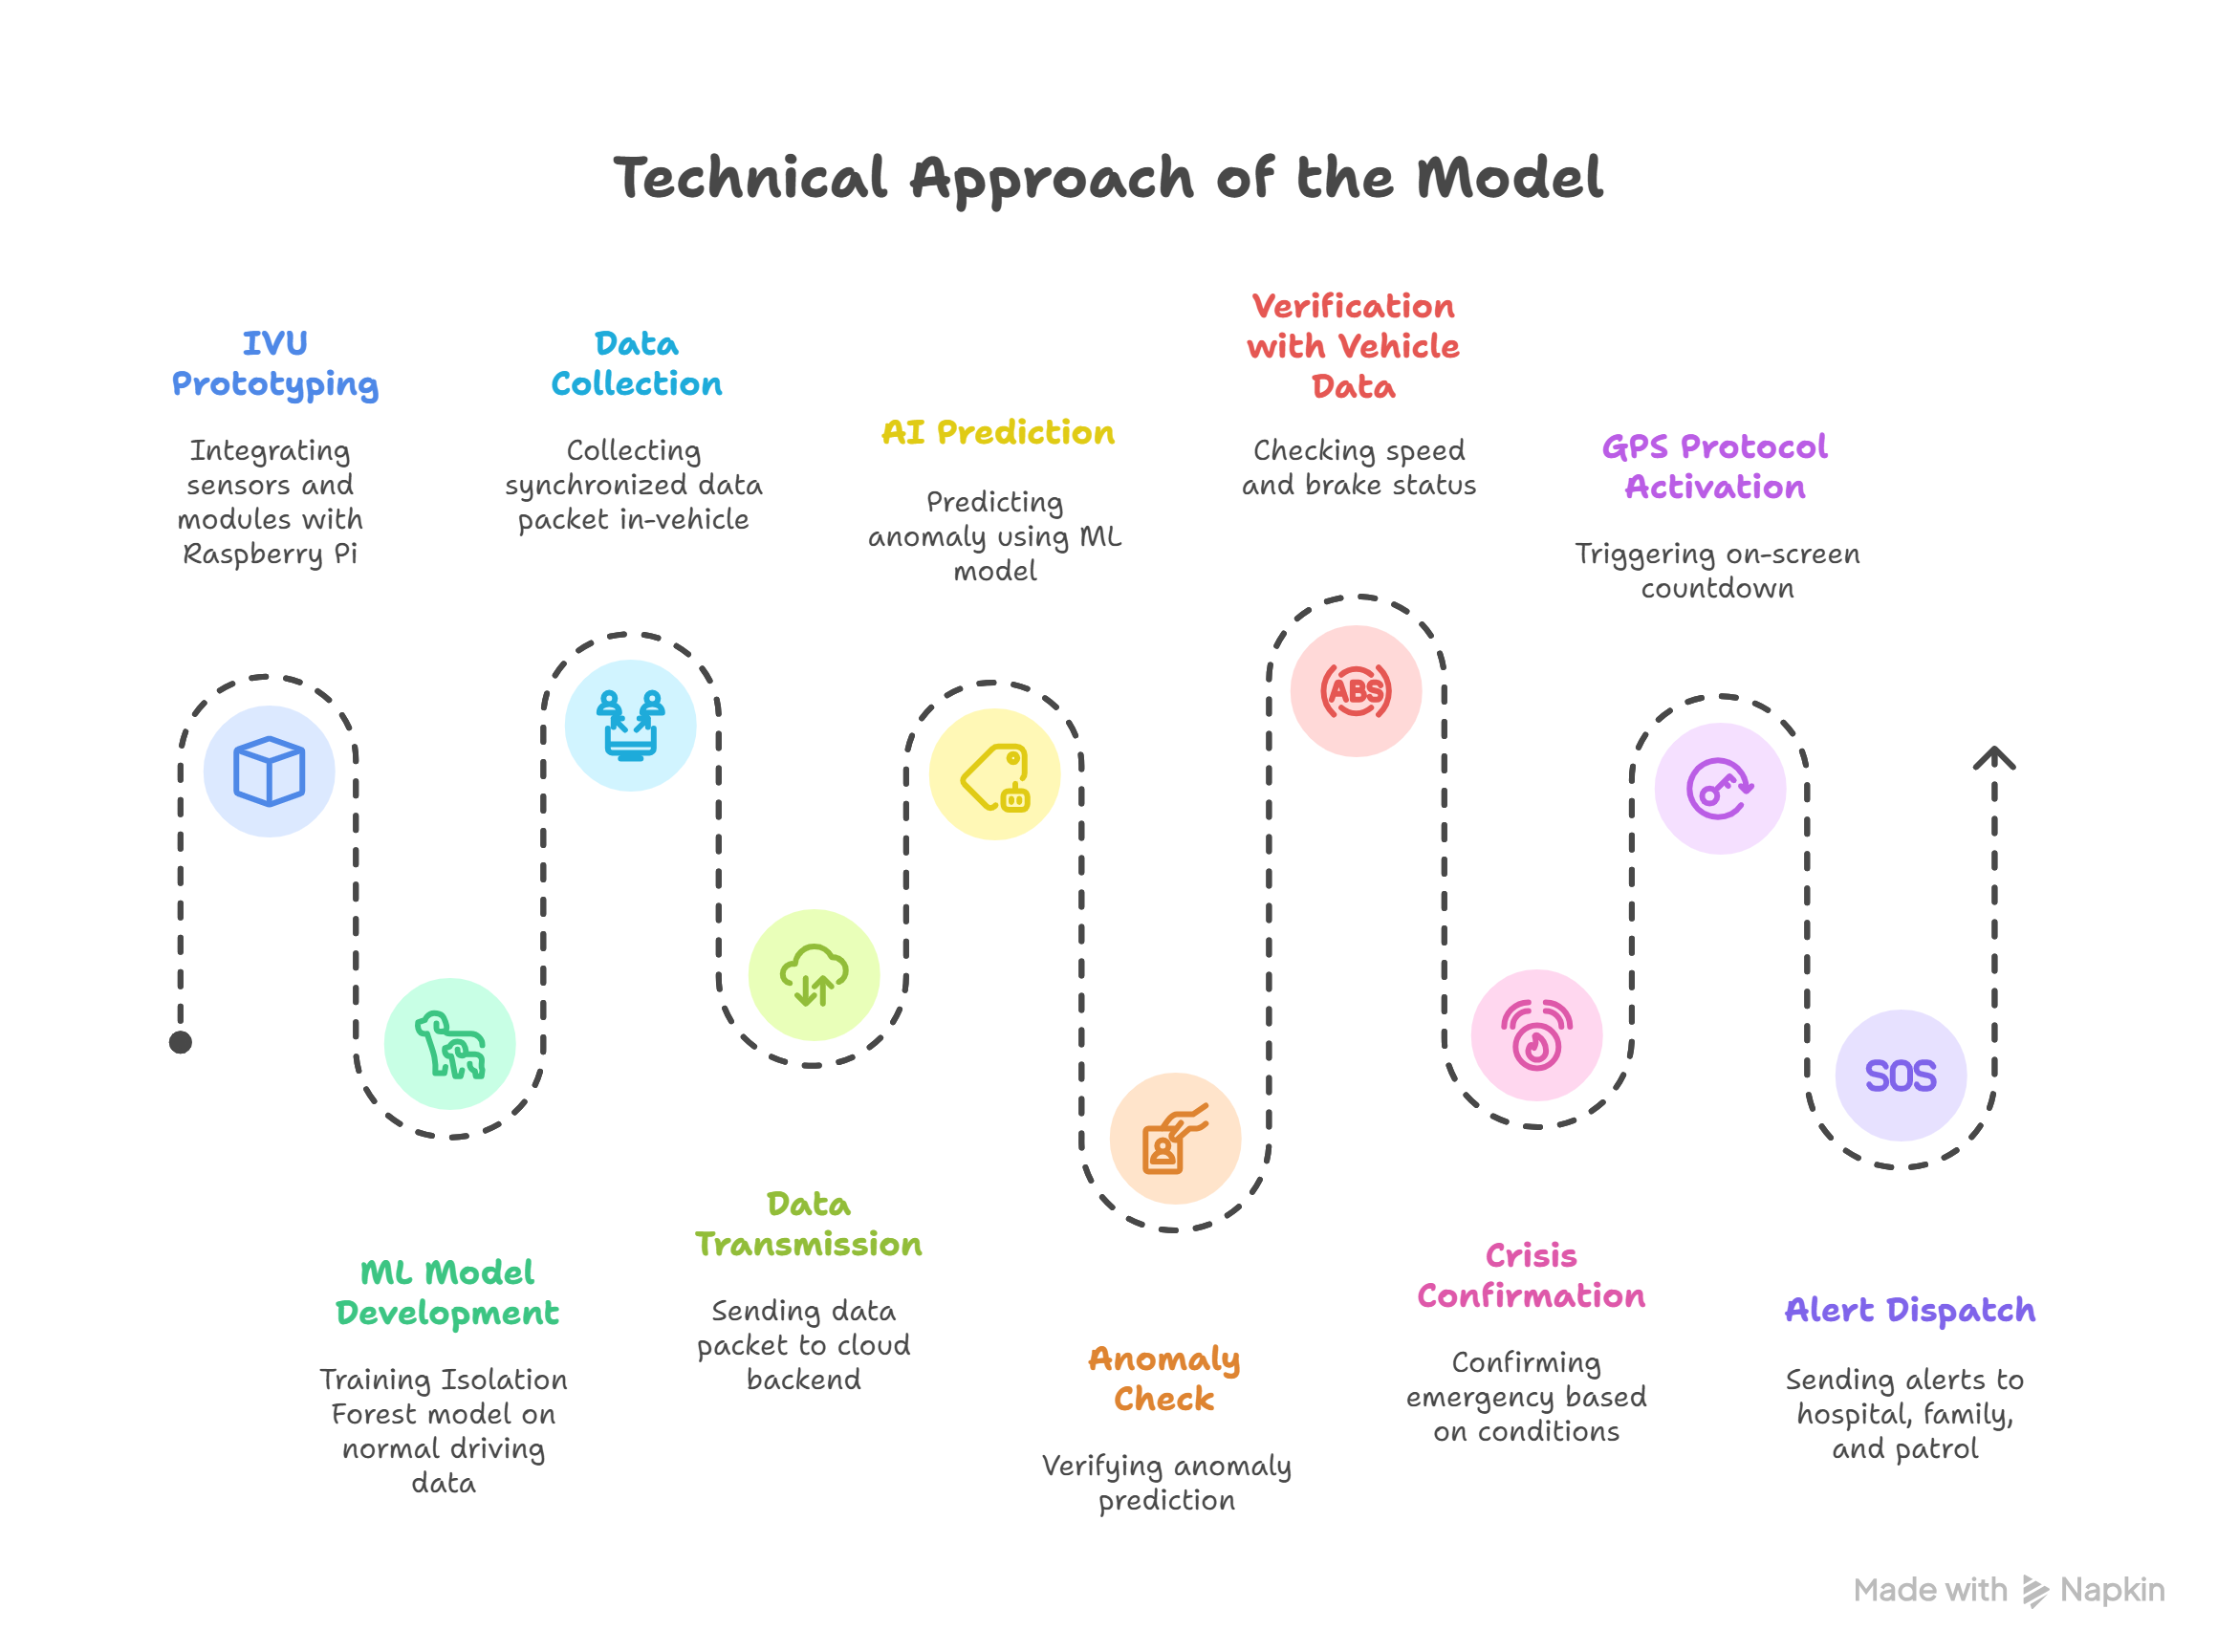 Technical Approach of the Model
IVU
Prototyping
Integrating
sensors and
modules with
Raspberry Pi
ML Model
Development
Training Isolation
Forest model on
normal driving
data
Data
Collection
Collecting
synchronized data
packet in-vehicle
Data
Transmission
Sending data
packet to cloud
backend
AI Prediction
Predicting
anomaly using ML
model
Anomaly
Check
Verifying anomaly
prediction
Verification
with Vehicle
Data
Checking speed
and brake status
ABS
Crisis
Confirmation
Confirming
emergency based
on conditions
GPS Protocol
Activation
Triggering on-screen
countdown
SOS
Alert Dispatch
Sending alerts to
hospital, family,
and patrol
Made with Napkin